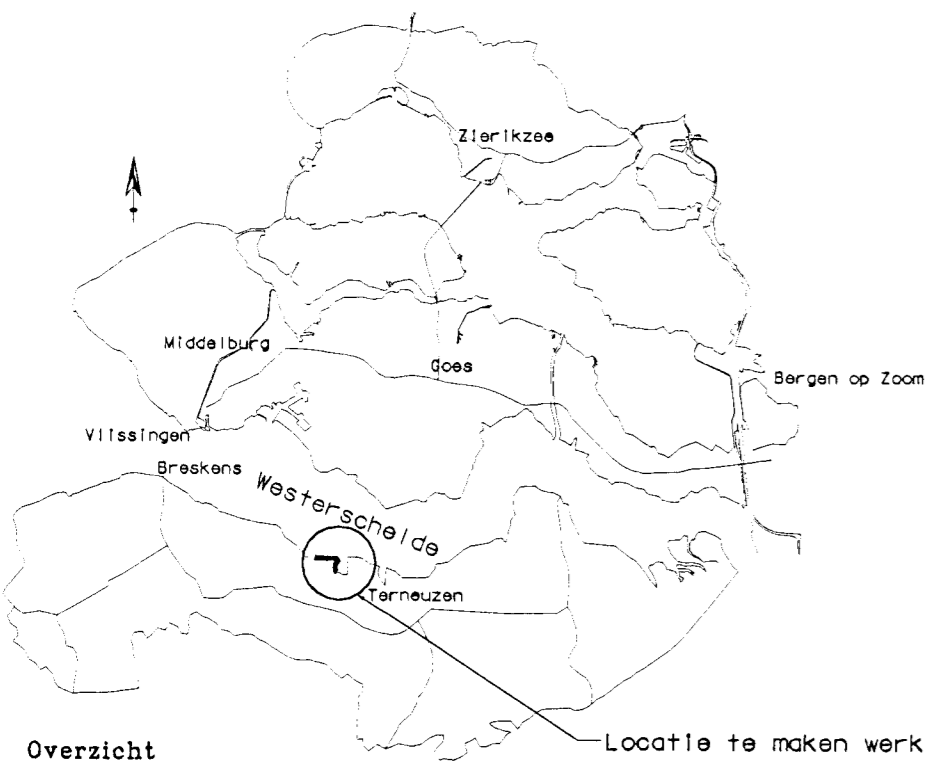 Zierikzee
Middelburg
Goes
Bergen op Zoom
Vlissingen
Breskens
Westerschelde
Terneuzen
Locatie te maken werk
Overzicht